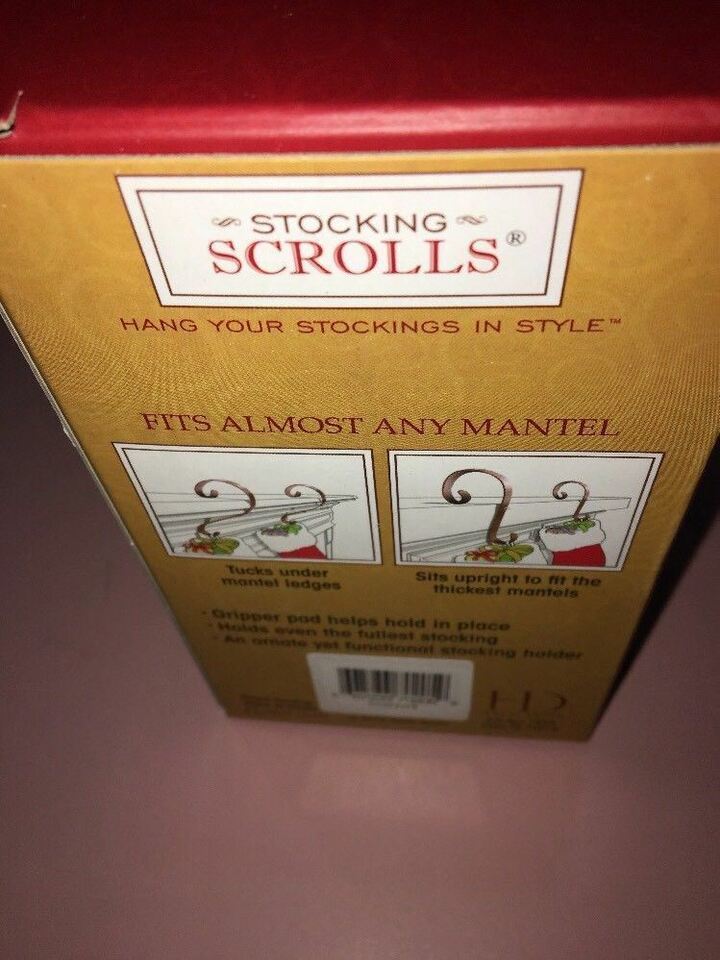 STOCKING
SCROLLS®
HANG YOUR STOCKINGS IN STYLE™
FITS ALMOST ANY MANTEL
Tucks under
mantel ledges
Sits upright to fit the
thickest mantels
· Gripper pad helps hold in place
· Holds even the fullest stocking
· An ornate yet functional stocking holder
HD